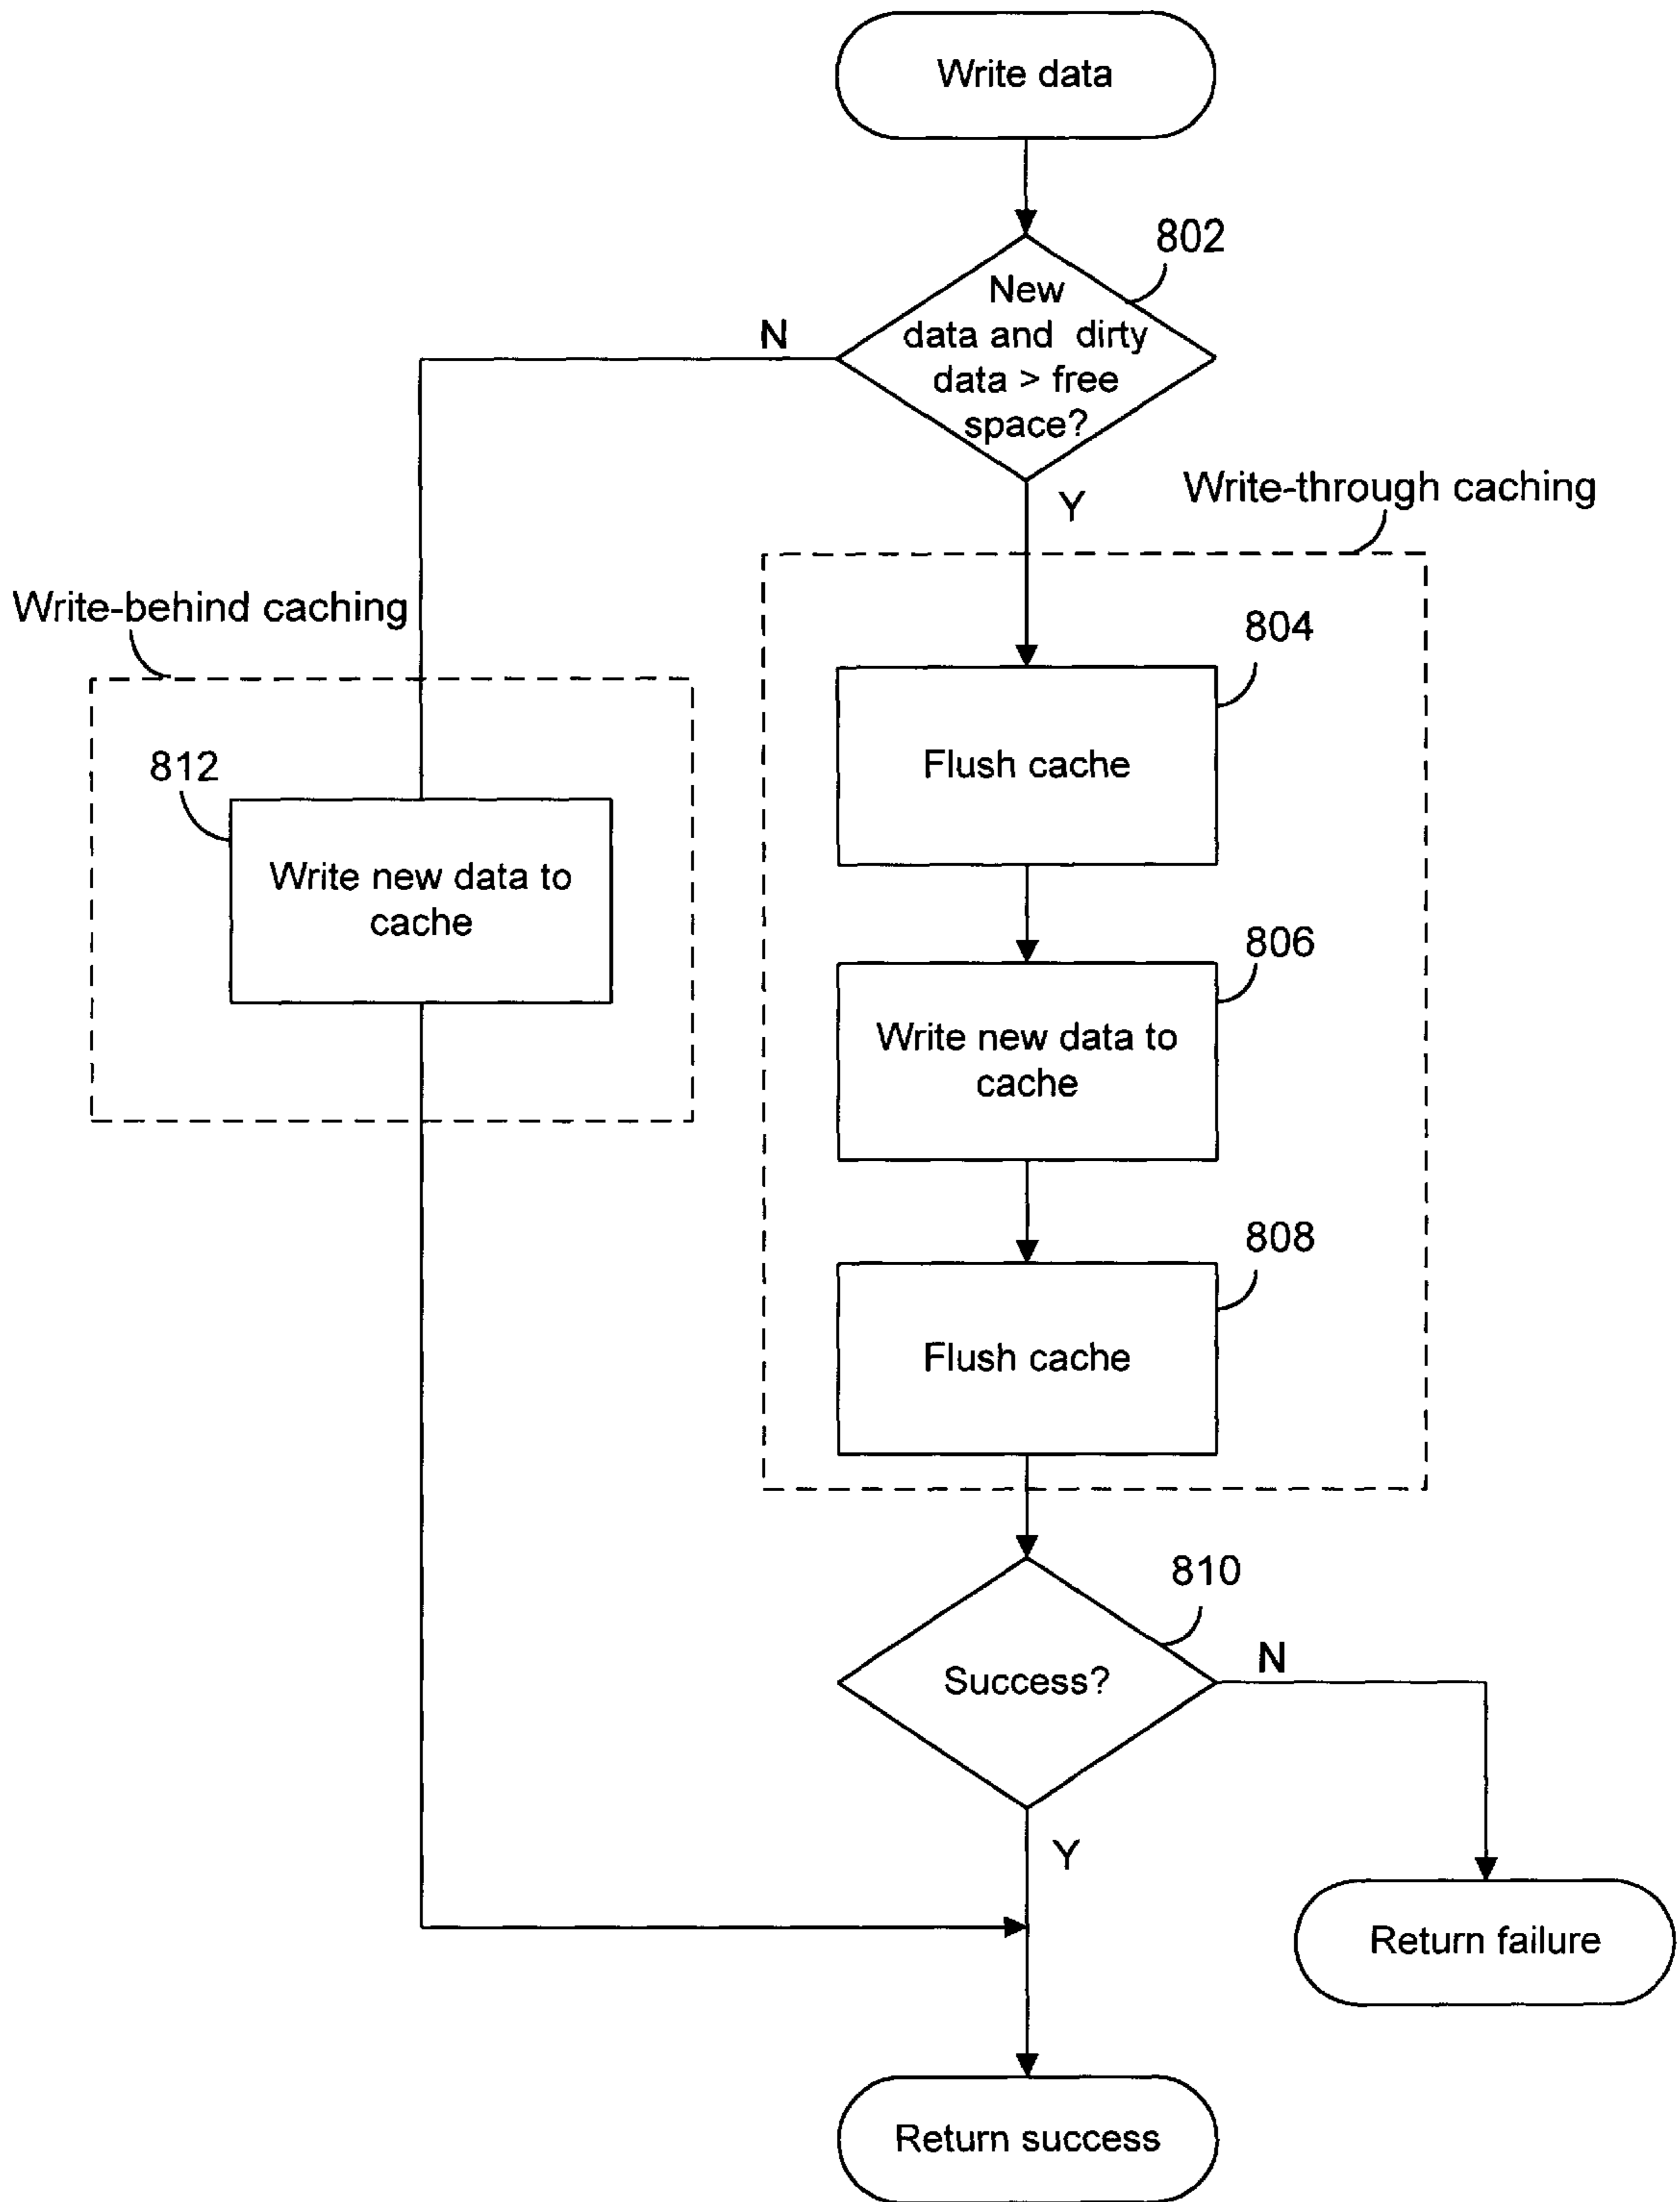 Write data
802
New
data and dirty
data > free
space?
N
Y
Write-through caching
Write-behind caching
804
Flush cache
812
Write new data to
cache
806
Write new data to
cache
808
Flush cache
810
Success?
N
Y
Return failure
Return success